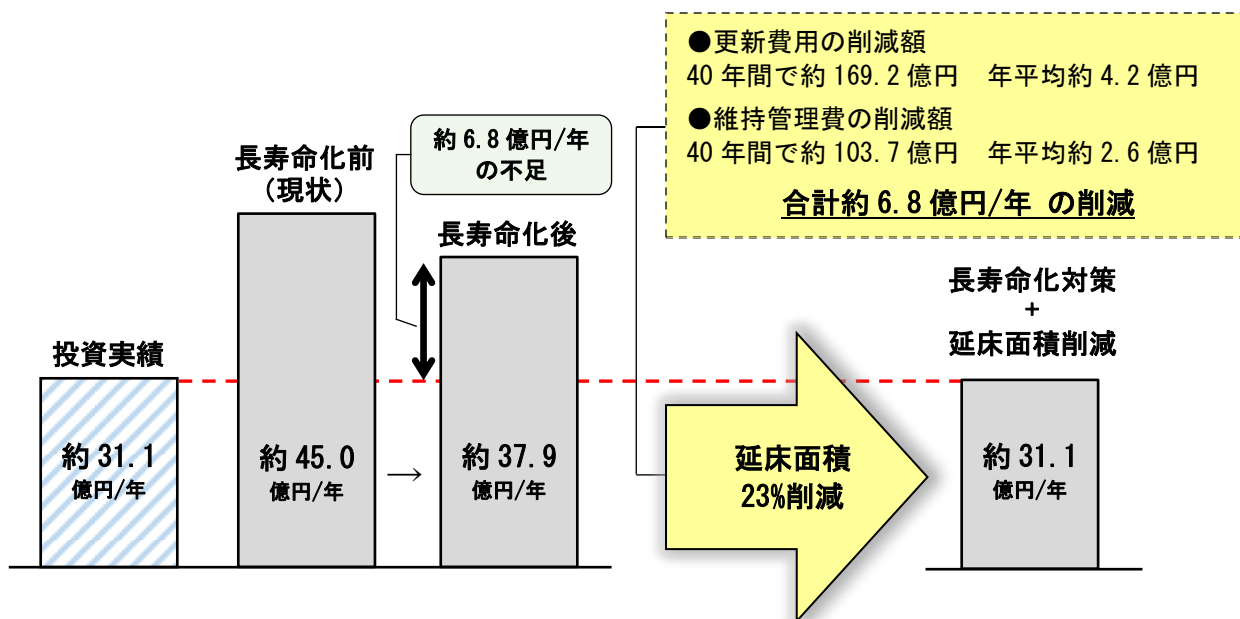 ●更新費用の削減額
40 年間で約 169.2 億円　年平均約 4.2 億円
●維持管理費の削減額
40 年間で約 103.7 億円　年平均約 2.6 億円
合計約 6.8 億円/年 の削減
約 6.8 億円/年
の不足
長寿命化前
(現状)
長寿命化後
長寿命化対策
+
延床面積削減
投資実績
約 31.1
億円/年
約 45.0
億円/年
→
約 37.9
億円/年
延床面積
23%削減
約 31.1
億円/年